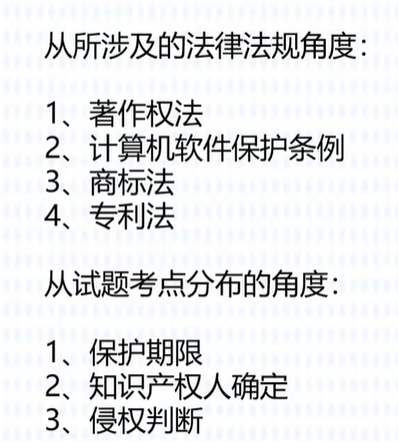 从所涉及的法律法规角度：
1、著作权法
2、计算机软件保护条例
3、商标法
4、专利法
从试题考点分布的角度：
1、保护期限
2、知识产权人确定
3、侵权判断